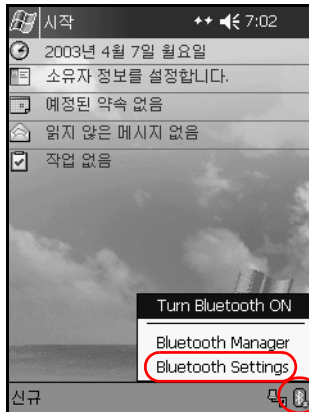 시작 7:02
2003년 4월 7일 월요일
소유자 정보를 설정합니다.
예정된 약속 없음
읽지 않은 메시지 없음
작업 없음
Turn Bluetooth ON
Bluetooth Manager
Bluetooth Settings
신규